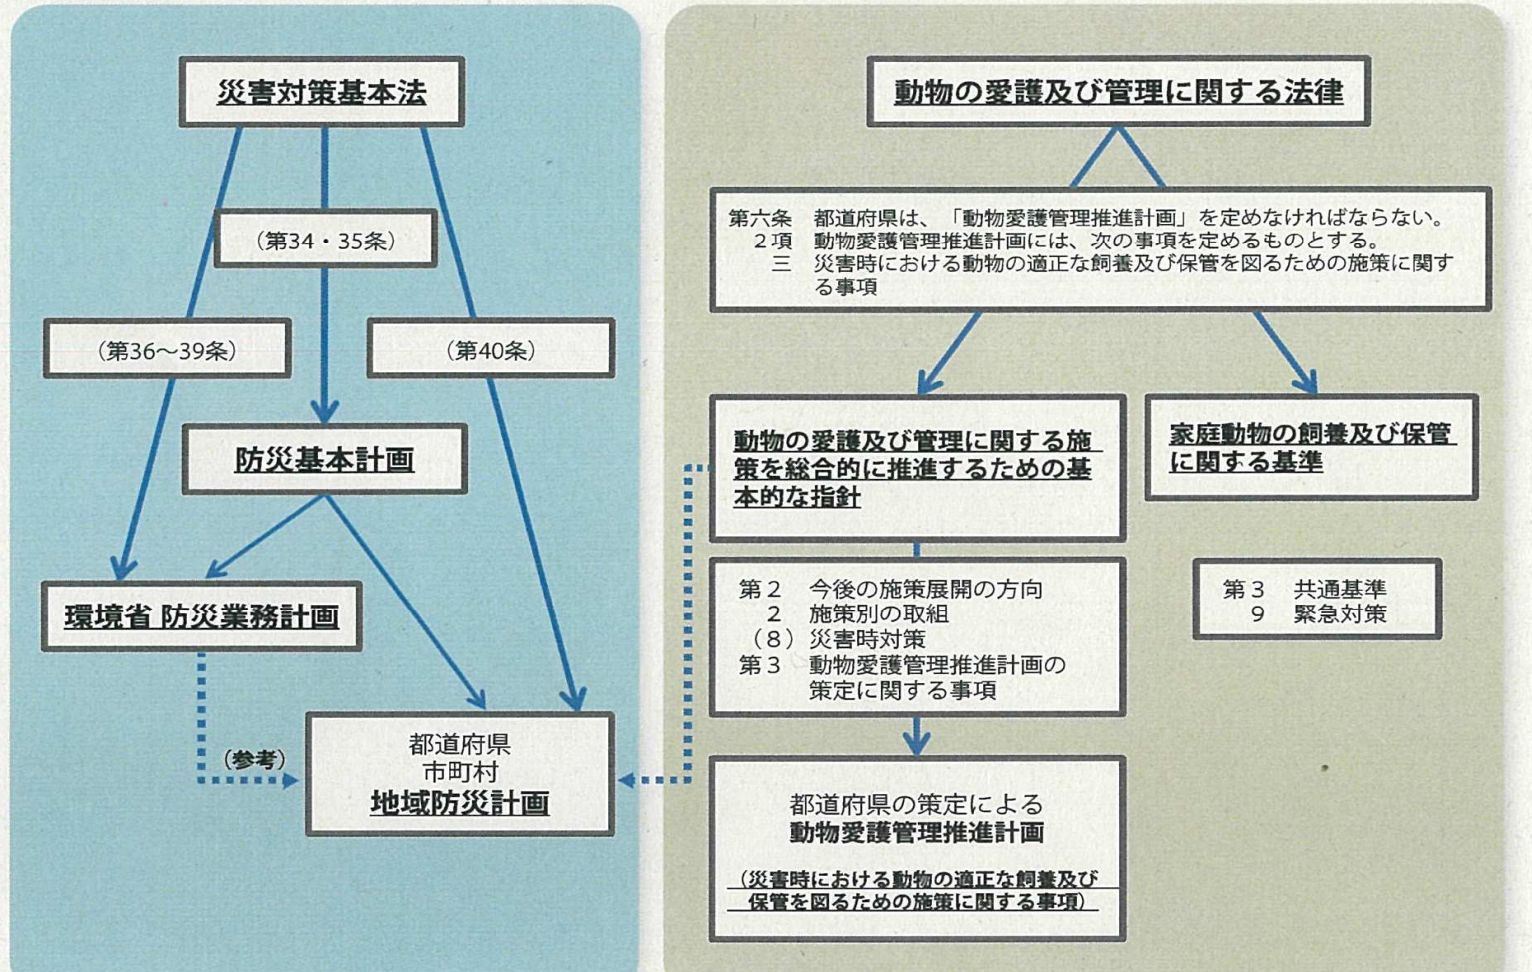 災害対策基本法
(第34・35条)
(第36～39条)
(第40条)
防災基本計画
環境省 防災業務計画
(参考)
都道府県
市町村
地域防災計画
動物の愛護及び管理に関する法律
第六条 都道府県は、「動物愛護管理推進計画」を定めなければならない。
２項 動物愛護管理推進計画には、次の事項を定めるものとする。
三 災害時における動物の適正な飼養及び保管を図るための施策に関す
る事項
動物の愛護及び管理に関する施
策を総合的に推進するための基
本的な指針
家庭動物の飼養及び保管
に関する基準
第２ 今後の施策展開の方向
２ 施策別の取組
（８）災害時対策
第３ 動物愛護管理推進計画の
策定に関する事項
第３ 共通基準
９ 緊急対策
都道府県の策定による
動物愛護管理推進計画
（災害時における動物の適正な飼養及び
保管を図るための施策に関する事項）